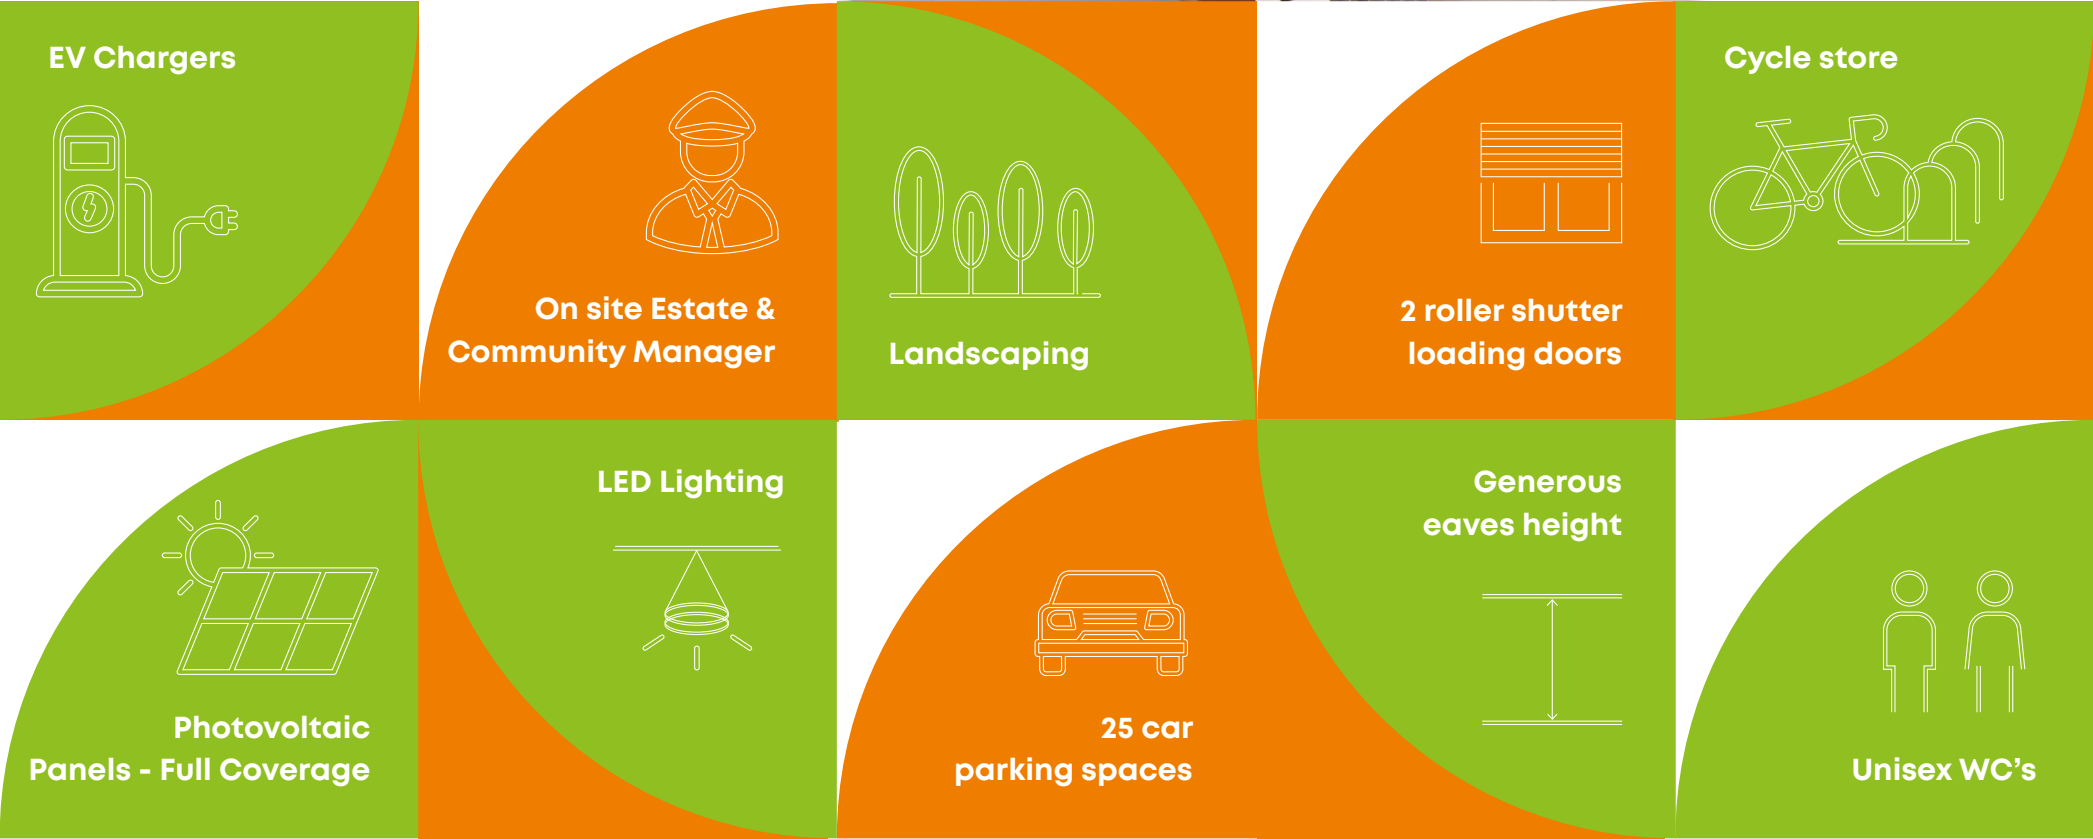 EV Chargers
On site Estate &
Community Manager
Landscaping
2 roller shutter
loading doors
Cycle store
Photovoltaic
Panels - Full Coverage
LED Lighting
25 car
parking spaces
Generous
eaves height
Unisex WC’s